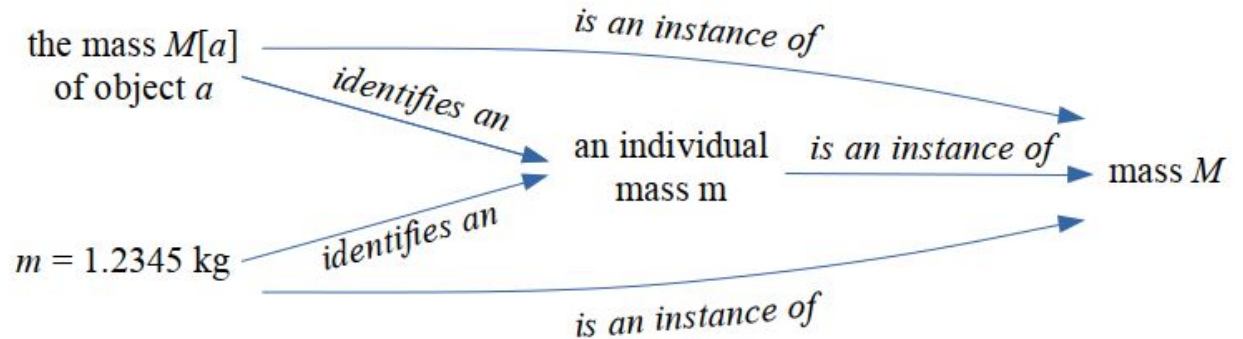 is an instance of
the mass M[a]
of object a
identifies an
an individual
mass m
is an instance of
mass M
identifies an
m = 1.2345 kg
is an instance of